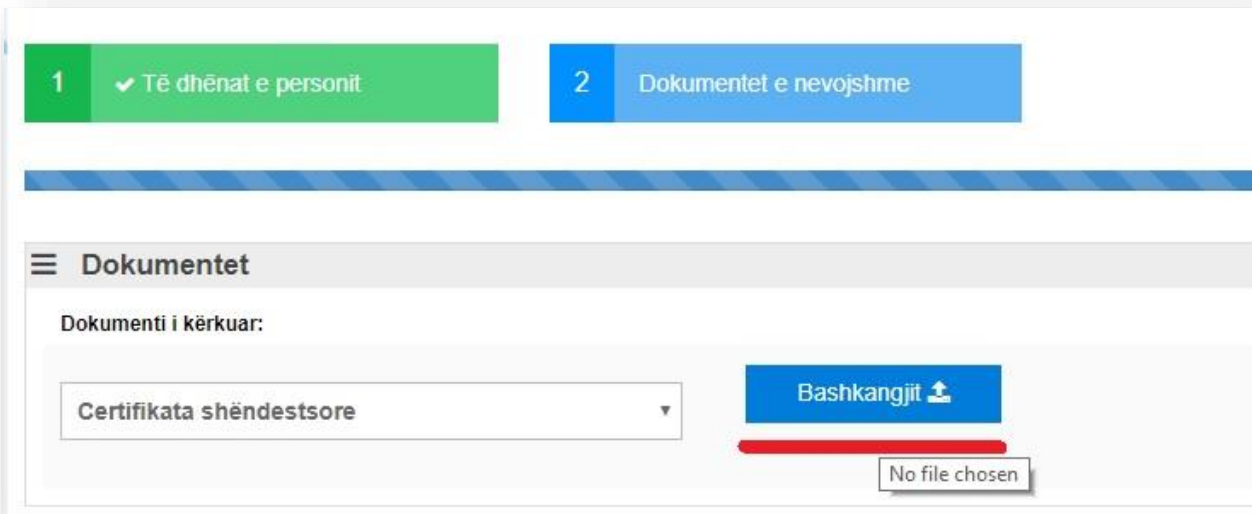 1 ✔ Të dhënat e personit
2 Dokumentet e nevojshme
Dokumentet
Dokumenti i kërkuar:
Certifikata shëndestsore
Bashkangjit
No file chosen